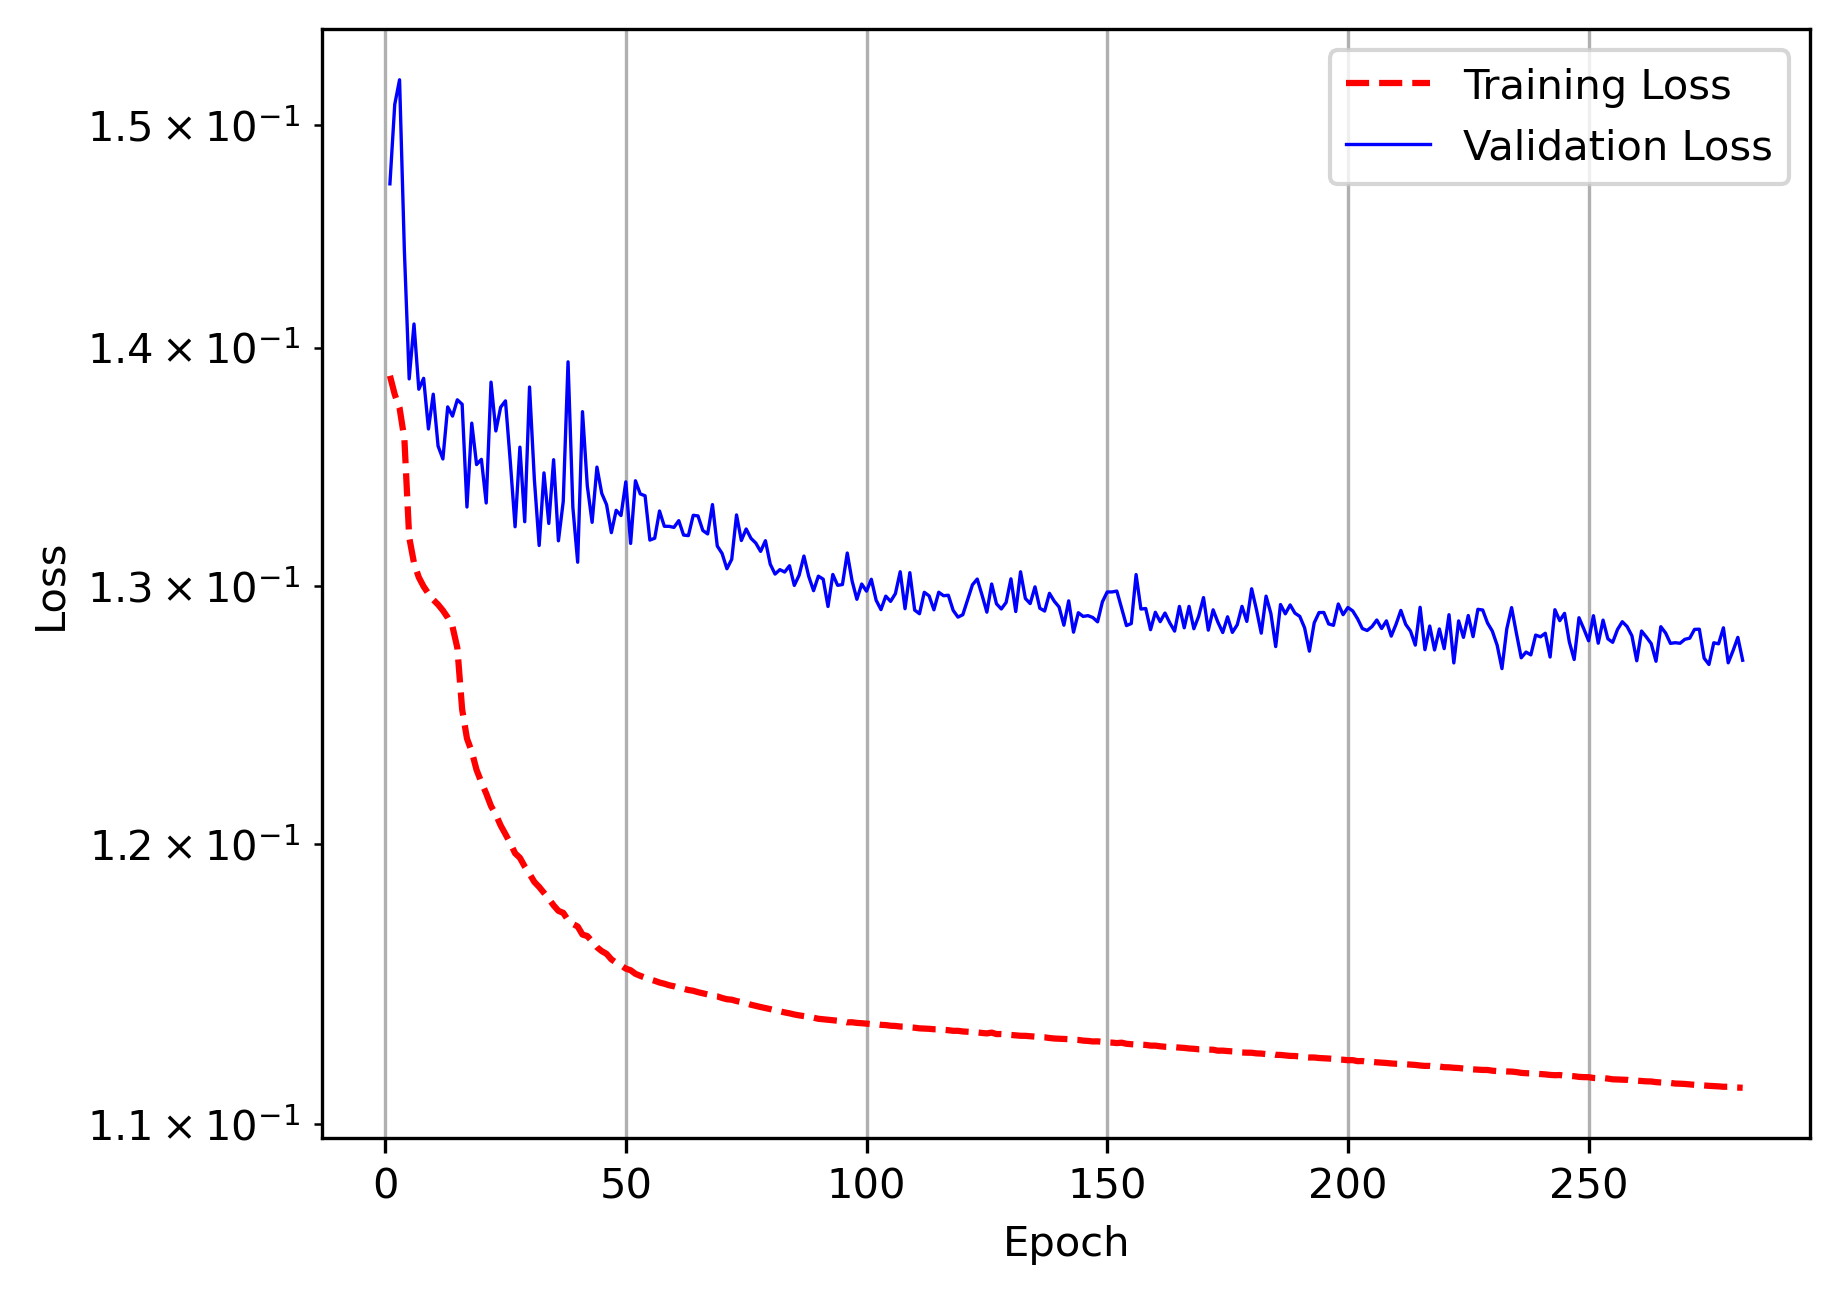 Training Loss
Validation Loss
1.5 × 10⁻¹
1.4 × 10⁻¹
1.3 × 10⁻¹
1.2 × 10⁻¹
1.1 × 10⁻¹
Loss
0 50 100 150 200 250
Epoch